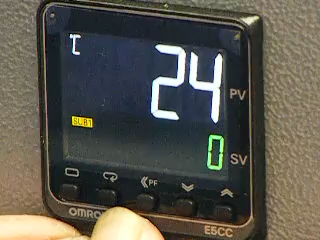 ℃
24 PV
SUB1
0 SV
PF
OMRON
E5CC